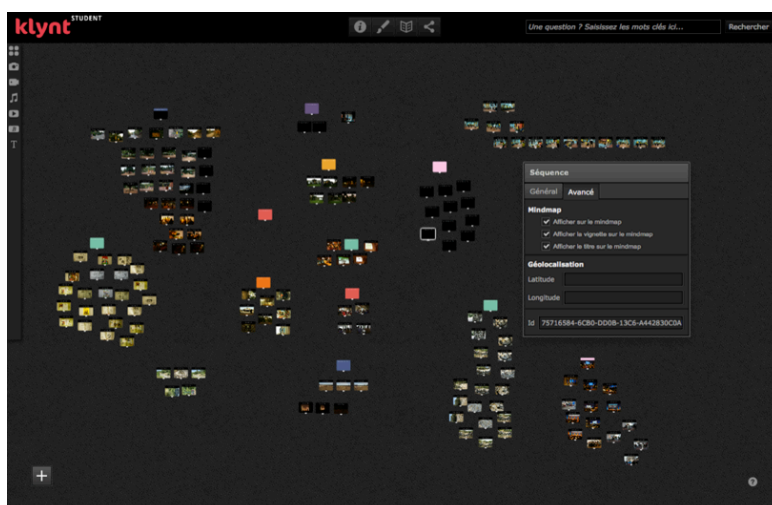 klynt STUDENT
Une question ? Saisissez les mots clés ici...
Rechercher
T
Séquence
Général
Avancé
Mindmap
Afficher sur le mindmap
Afficher la vignette sur le mindmap
Afficher le titre sur le mindmap
Géolocalisation
Latitude
Longitude
Id 75716584-6CB0-DD0B-13C6-A442830C0A
+
?